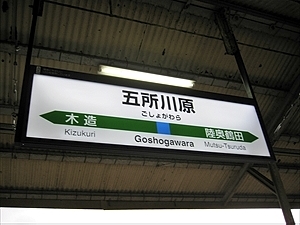 五所川原
ごしょがわら
木造
Kizukuri
Goshogawara
陸奥鶴田
Mutsu-Tsuruda